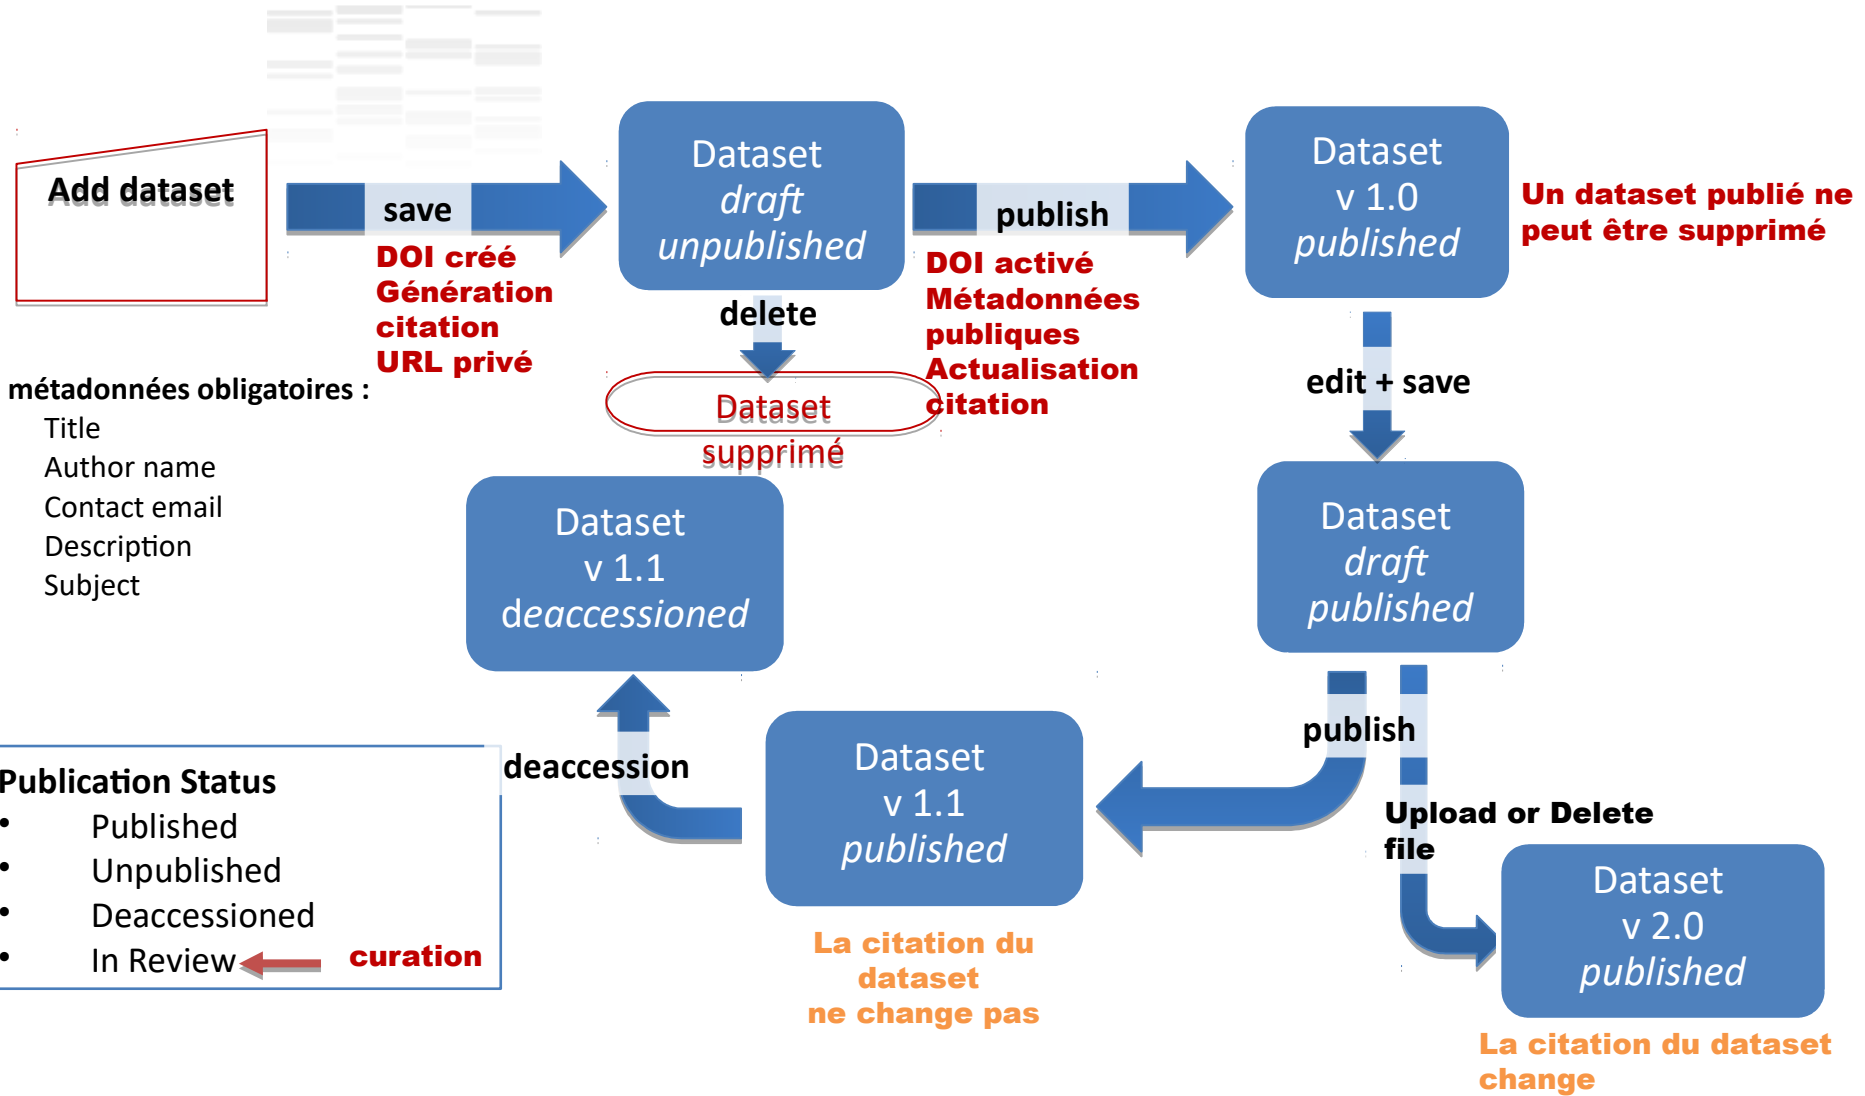 Add dataset
save
DOI créé
Génération
citation
URL privé
Dataset
draft
unpublished
delete
Dataset
supprimé
publish
DOI activé
Métadonnées
publiques
Actualisation
citation
Dataset
v 1.0
published
Un dataset publié ne
peut être supprimé
edit + save
Dataset
draft
published
métadonnées obligatoires :
Title
Author name
Contact email
Description
Subject
Dataset
v 1.1
deaccessioned
deaccession
Dataset
v 1.1
published
La citation du
dataset
ne change pas
publish
Upload or Delete
file
Dataset
v 2.0
published
La citation du dataset
change
Publication Status
• Published
• Unpublished
• Deaccessioned
• In Review
curation